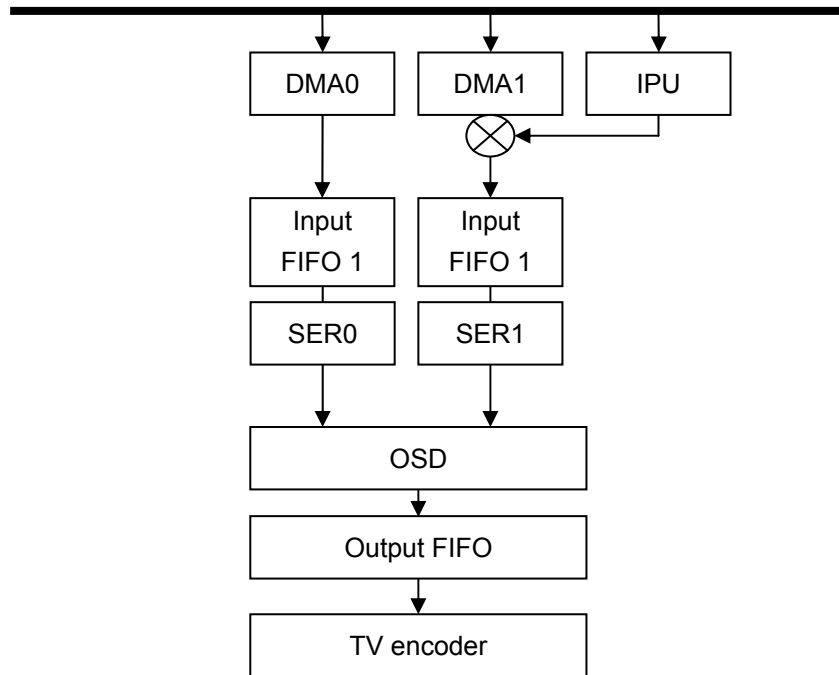 DMA0
DMA1
IPU
Input
FIFO 1
Input
FIFO 1
SER0
SER1
OSD
Output FIFO
TV encoder